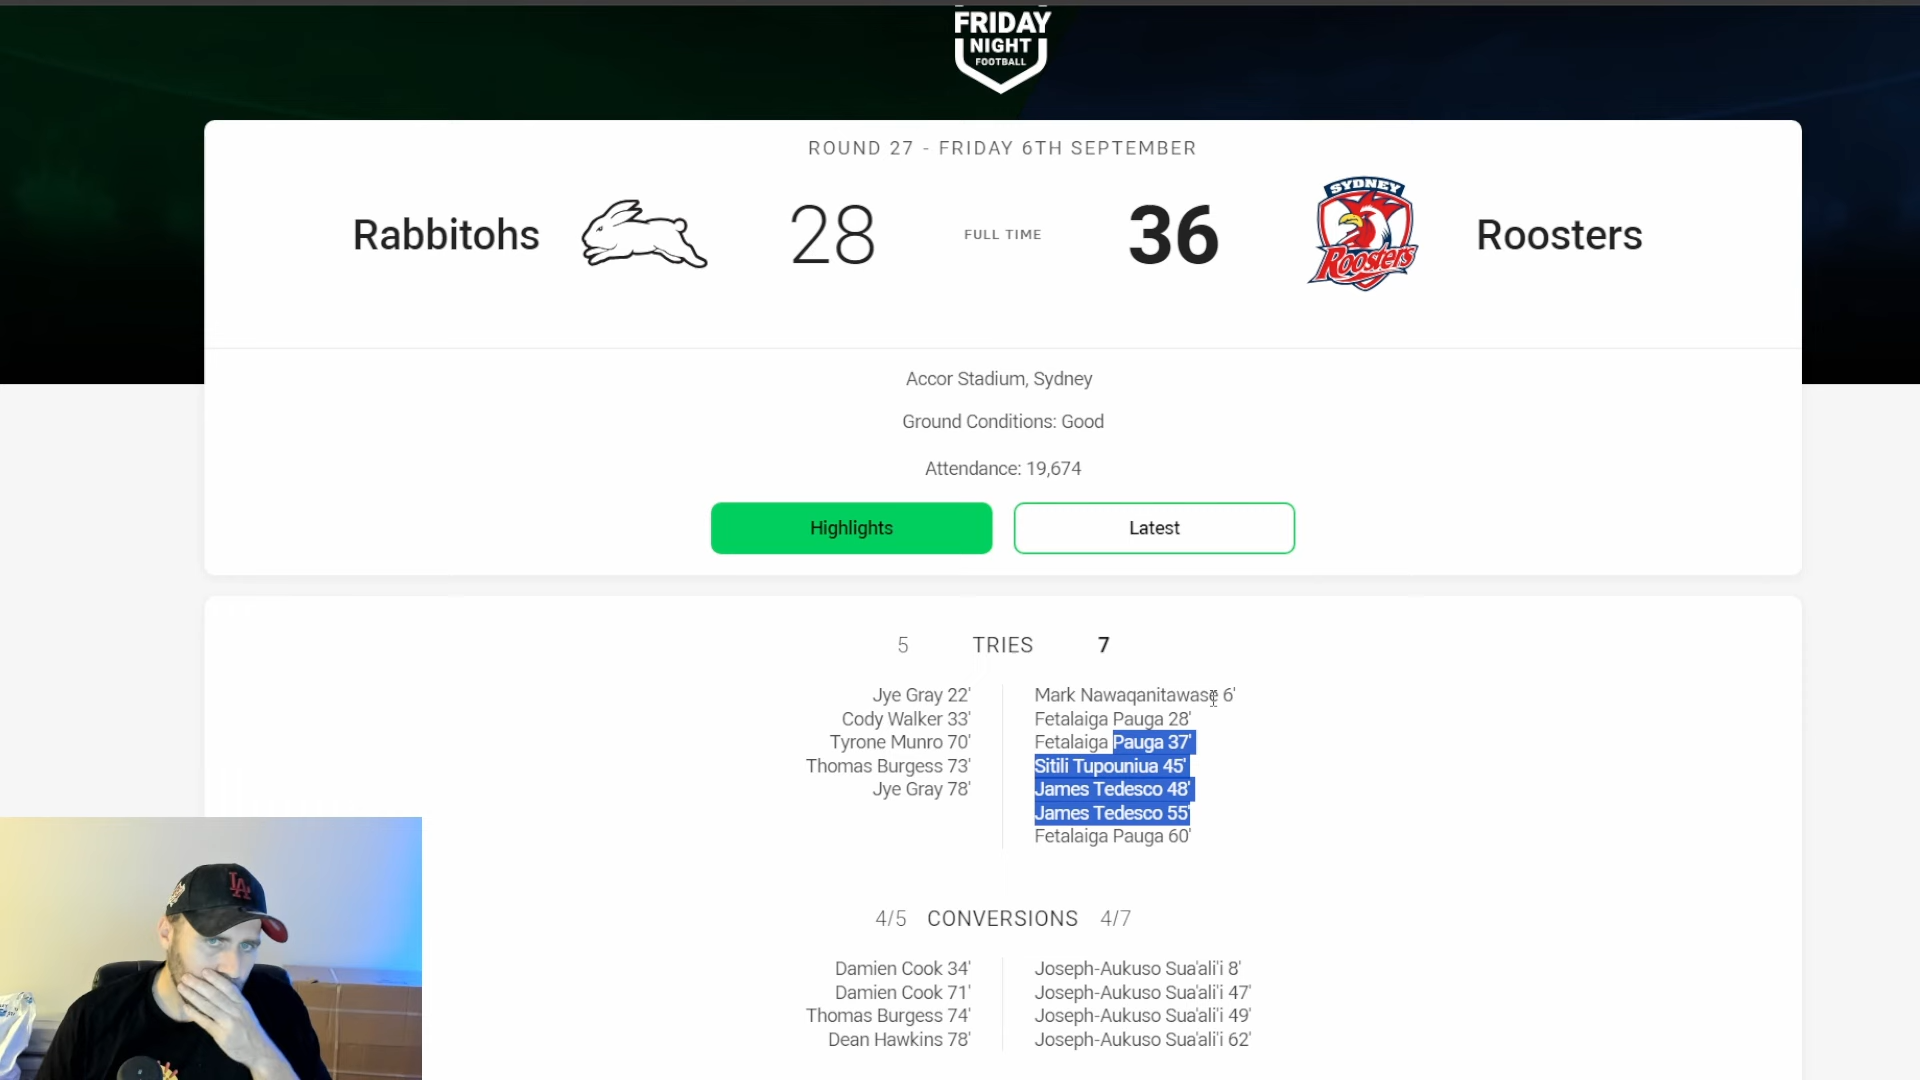 FRIDAY
NIGHT
FOOTBALL
ROUND 27 - FRIDAY 6TH SEPTEMBER
Rabbitohs
28
FULL TIME
36
SYDNEY
Roosters
Roosters
Accor Stadium, Sydney
Ground Conditions: Good
Attendance: 19,674
Highlights
Latest
5 TRIES 7
Jye Gray 22'
Cody Walker 33'
Tyrone Munro 70'
Thomas Burgess 73'
Jye Gray 78'
Mark Nawaqanitawase 6'
Fetalaiga Pauga 28'
Fetalaiga Pauga 37'
Sitili Tupouniua 45'
James Tedesco 48'
James Tedesco 55'
Fetalaiga Pauga 60'
4/5 CONVERSIONS 4/7
Damien Cook 34'
Damien Cook 71'
Thomas Burgess 74'
Dean Hawkins 78'
Joseph-Aukuso Sua'ali'i 8'
Joseph-Aukuso Sua'ali'i 47'
Joseph-Aukuso Sua'ali'i 49'
Joseph-Aukuso Sua'ali'i 62'
LA